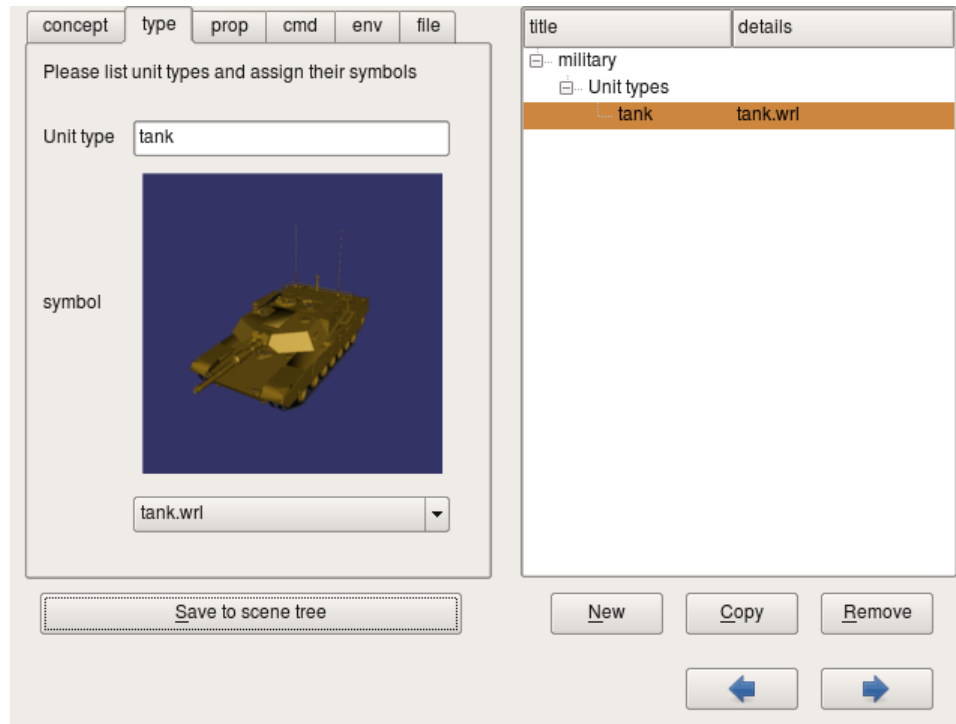 concept type prop cmd env file
Please list unit types and assign their symbols
Unit type tank
symbol
tank.wrl
Save to scene tree
title details
military
Unit types
tank tank.wrl
New Copy Remove